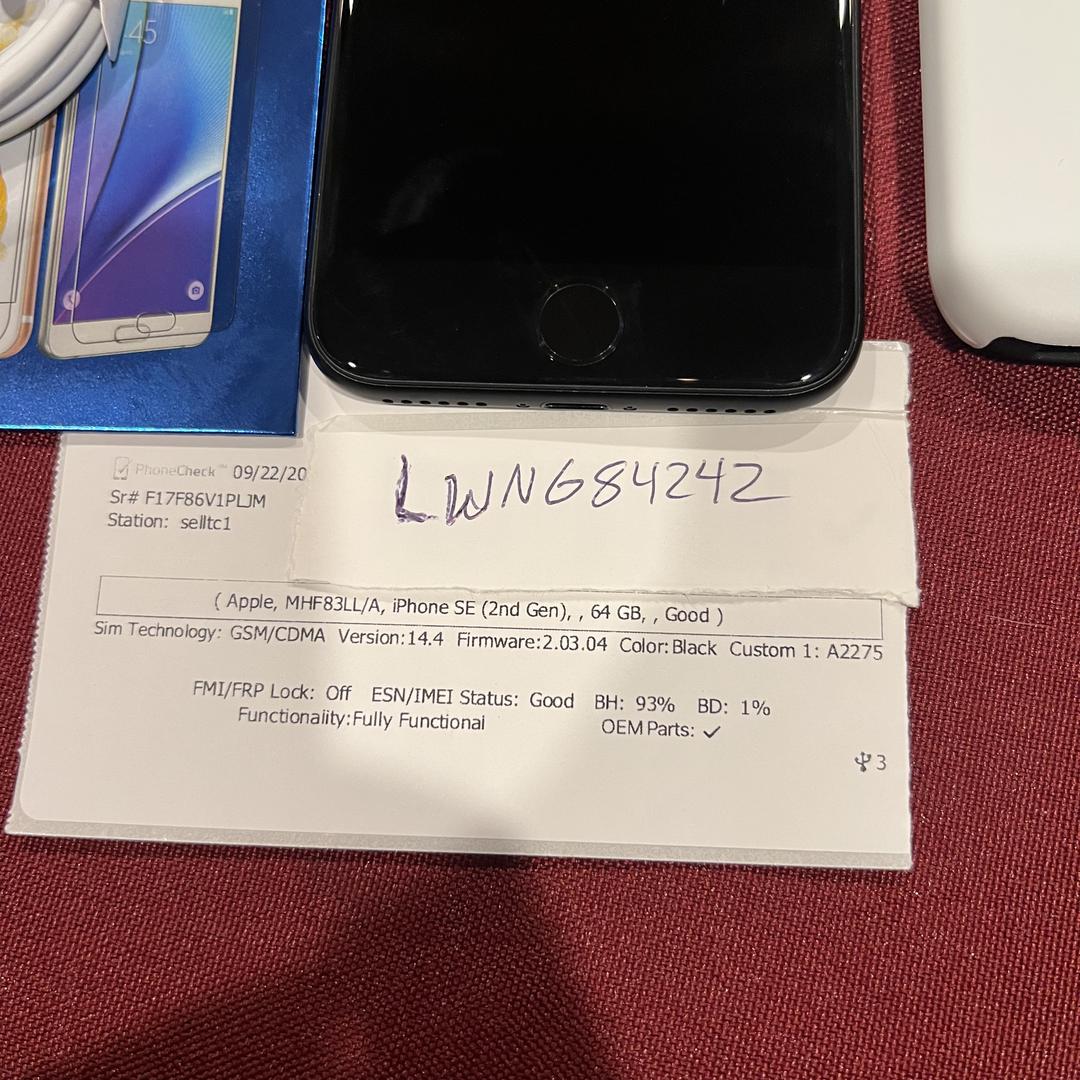 :45
PhoneCheck™ 09/22/20
Sr# F17F86V1PLJM
Station: selltc1
LWNG84242
( Apple, MHF83LL/A, iPhone SE (2nd Gen), , 64 GB, , Good )
Sim Technology: GSM/CDMA Version:14.4 Firmware:2.03.04 Color:Black Custom 1: A2275
FMI/FRP Lock: Off ESN/IMEI Status: Good BH: 93% BD: 1%
Functionality:Fully Functional OEM Parts: ✓
3